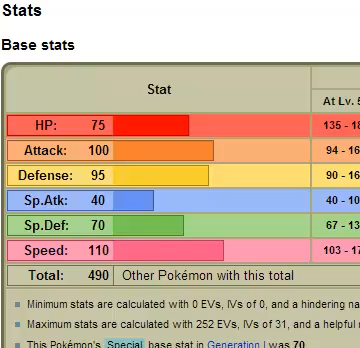 Stats
Base stats
Stat
At Lv. 5
HP: 75 135 - 18
Attack: 100 94 - 16
Defense: 95 90 - 16
Sp.Atk: 40 40 - 10
Sp.Def: 70 67 - 13
Speed: 110 103 - 17
Total: 490 Other Pokémon with this total
Minimum stats are calculated with 0 EVs, IVs of 0, and a hindering na
Maximum stats are calculated with 252 EVs, IVs of 31, and a helpful n
This Pokémon's Special base stat in Generation I was 70